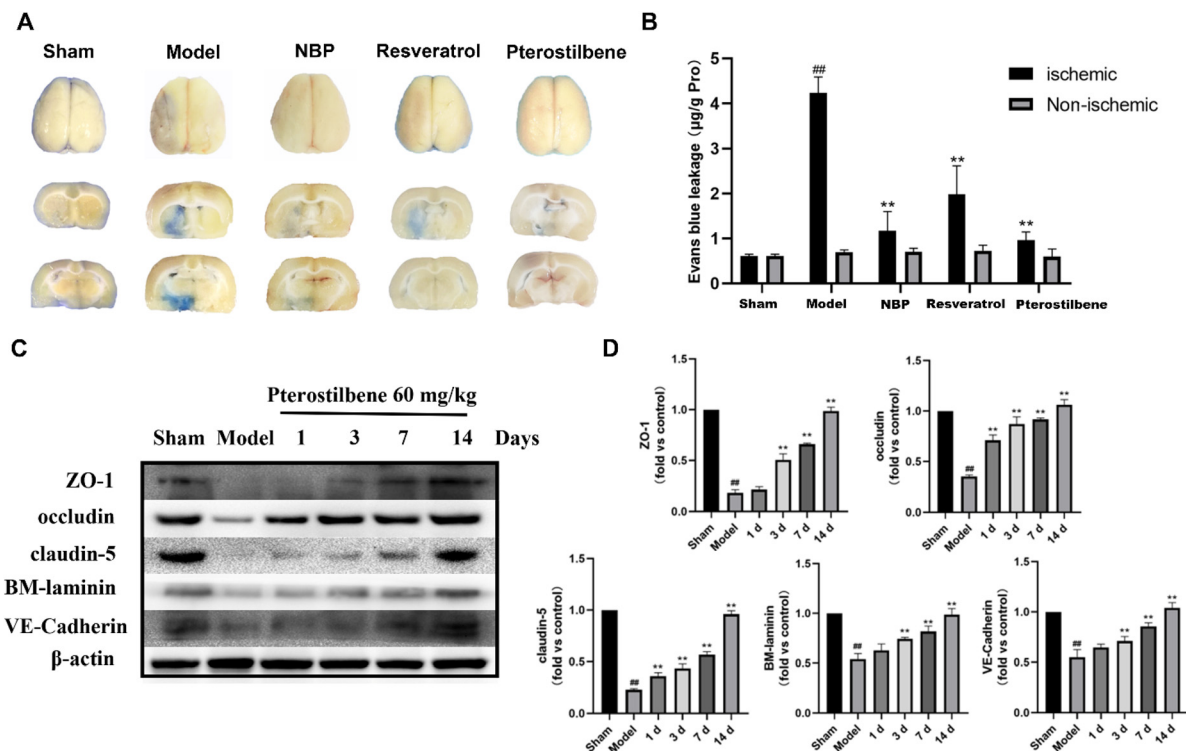 A
Sham Model NBP Resveratrol Pterostilbene
B
Evans blue leakage (μg/g Pro)
5
4
3
2
1
0
##
**
**
**
ischemic
Non-ischemic
Sham Model NBP Resveratrol Pterostilbene
C
Pterostilbene 60 mg/kg
Sham Model 1 3 7 14 Days
ZO-1
occludin
claudin-5
BM-laminin
VE-Cadherin
β-actin
D
ZO-1
(fold vs control)
1.5
1.0
0.5
0.0
##
**
**
**
Sham Model 1 d 3 d 7 d 14 d
occludin
(fold vs control)
1.5
1.0
0.5
0.0
##
**
**
**
**
Sham Model 1 d 3 d 7 d 14 d
claudin-5
(fold vs control)
1.5
1.0
0.5
0.0
##
**
**
**
**
Sham Model 1 d 3 d 7 d 14 d
BM-laminin
(fold vs control)
1.5
1.0
0.5
0.0
##
**
**
**
Sham Model 1 d 3 d 7 d 14 d
VE-Cadherin
(fold vs control)
1.5
1.0
0.5
0.0
##
**
**
**
Sham Model 1 d 3 d 7 d 14 d